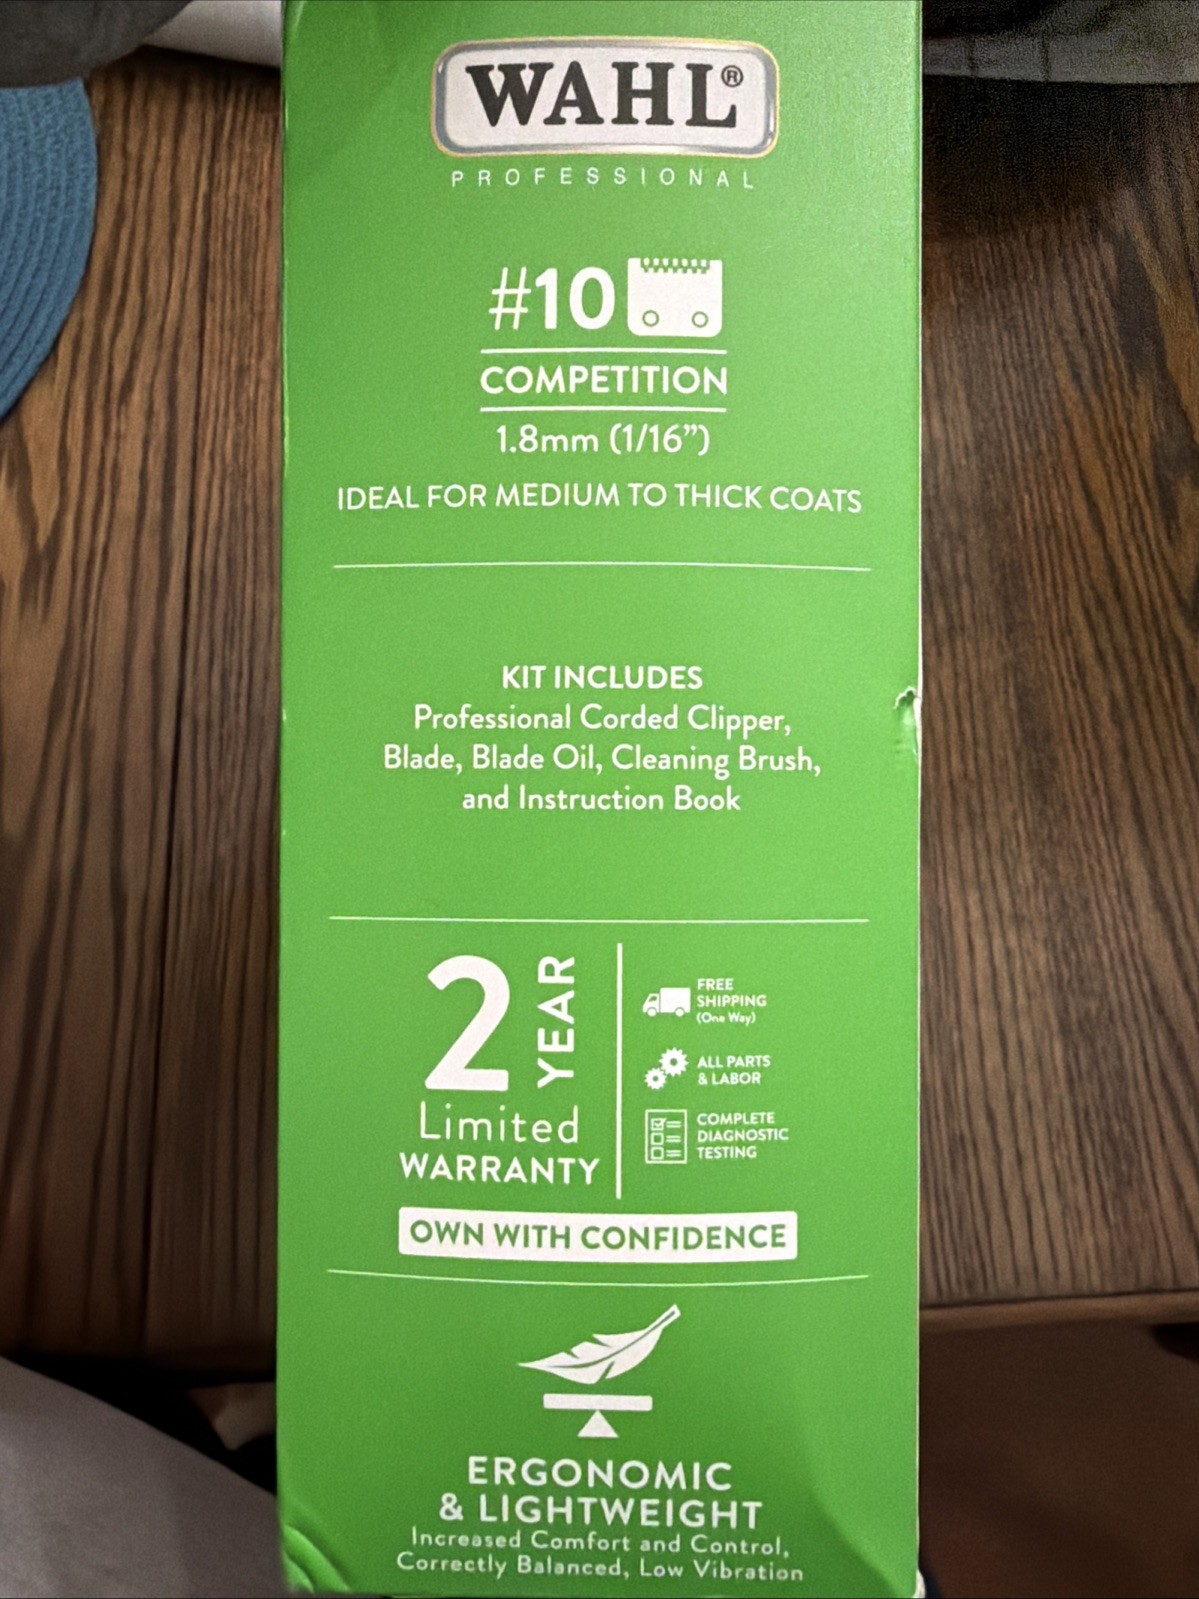 WAHL®
PROFESSIONAL
#10
COMPETITION
1.8mm (1/16”)
IDEAL FOR MEDIUM TO THICK COATS
KIT INCLUDES
Professional Corded Clipper,
Blade, Blade Oil, Cleaning Brush,
and Instruction Book
2 YEAR
Limited
WARRANTY
FREE
SHIPPING
(One Way)
ALL PARTS
& LABOR
COMPLETE
DIAGNOSTIC
TESTING
OWN WITH CONFIDENCE
ERGONOMIC
& LIGHTWEIGHT
Increased Comfort and Control,
Correctly Balanced, Low Vibration